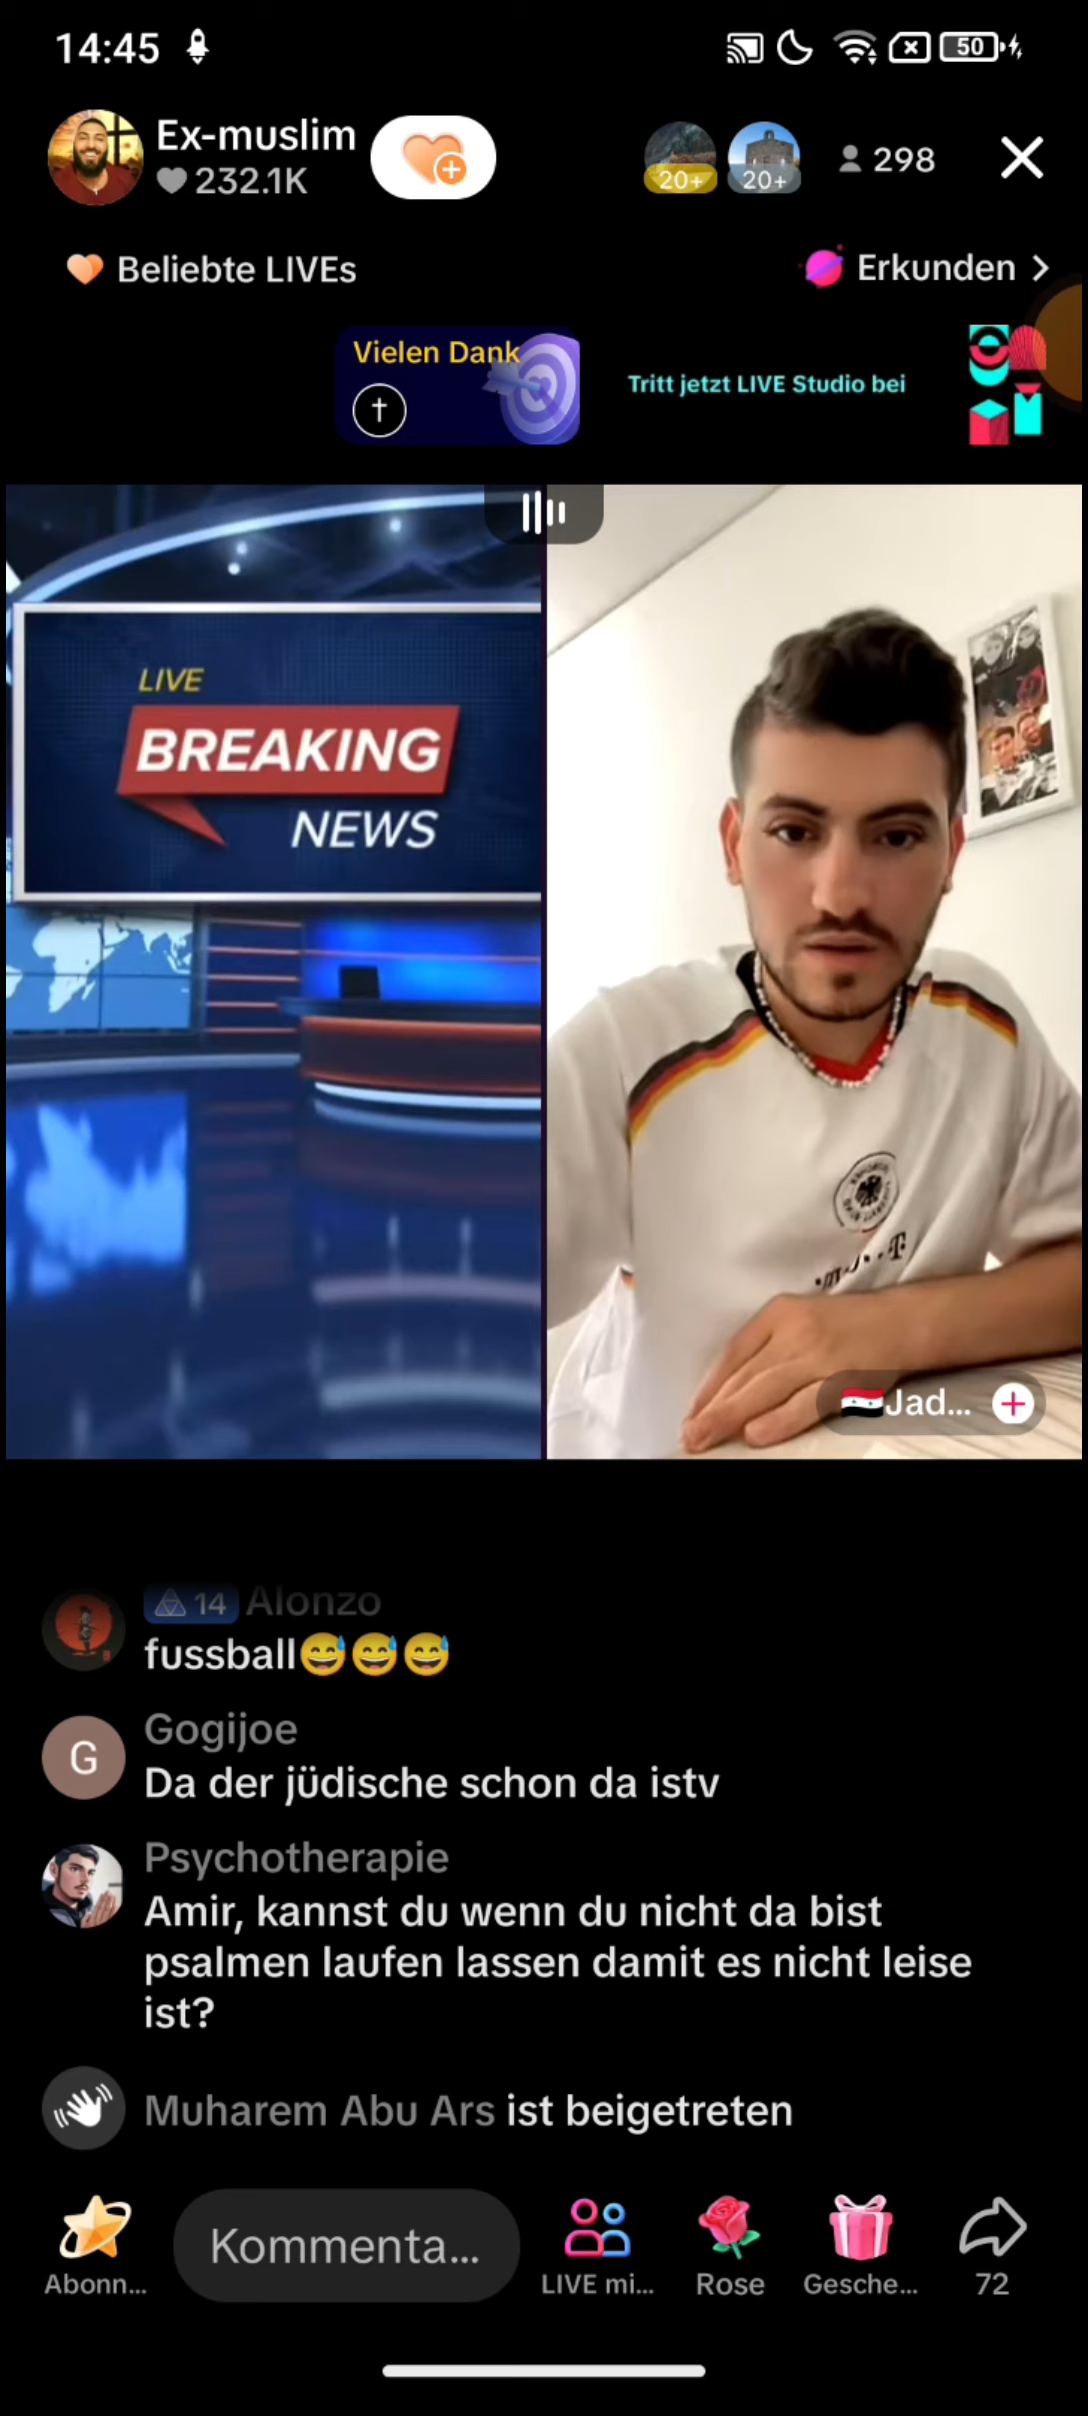 14:45
50
Ex-muslim
232.1K
20+
20+
298
Beliebte LIVEs
Erkunden >
Vielen Dank
Tritt jetzt LIVE Studio bei
LIVE
BREAKING
NEWS
🇸🇾Jad...
14 Alonzo
fussball😅😅😅
Gogijoe
G
Da der jüdische schon da istv
Psychotherapie
Amir, kannst du wenn du nicht da bist
psalmen laufen lassen damit es nicht leise
ist?
Muharem Abu Ars ist beigetreten
Kommenta...
Abonn...
LIVE mi...
Rose
Gesche...
72